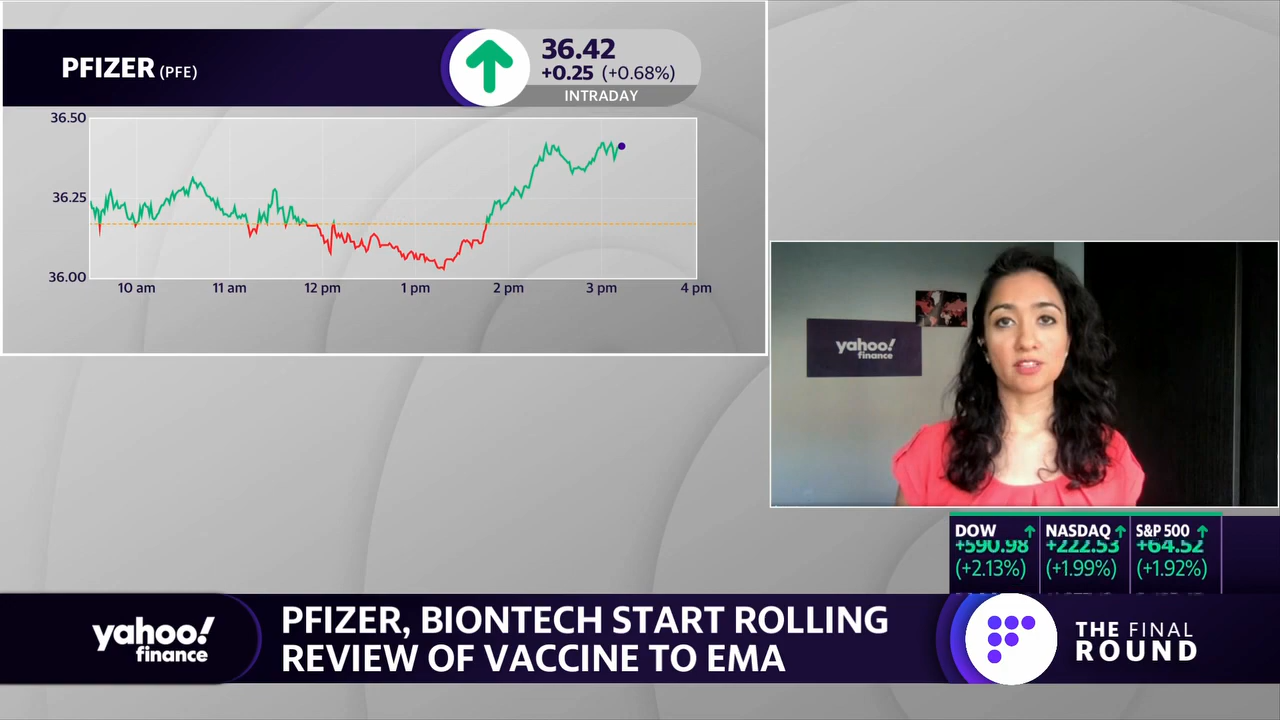 PFIZER (PFE)
36.42
+0.25 (+0.68%)
INTRADAY
36.50
36.25
36.00
10 am 11 am 12 pm 1 pm 2 pm 3 pm 4 pm
yahoo!
finance
DOW NASDAQ S&P 500
+590.98 +222.53 +64.52
(+2.13%) (+1.99%) (+1.92%)
yahoo!
finance
PFIZER, BIONTECH START ROLLING
REVIEW OF VACCINE TO EMA
THE FINAL
ROUND